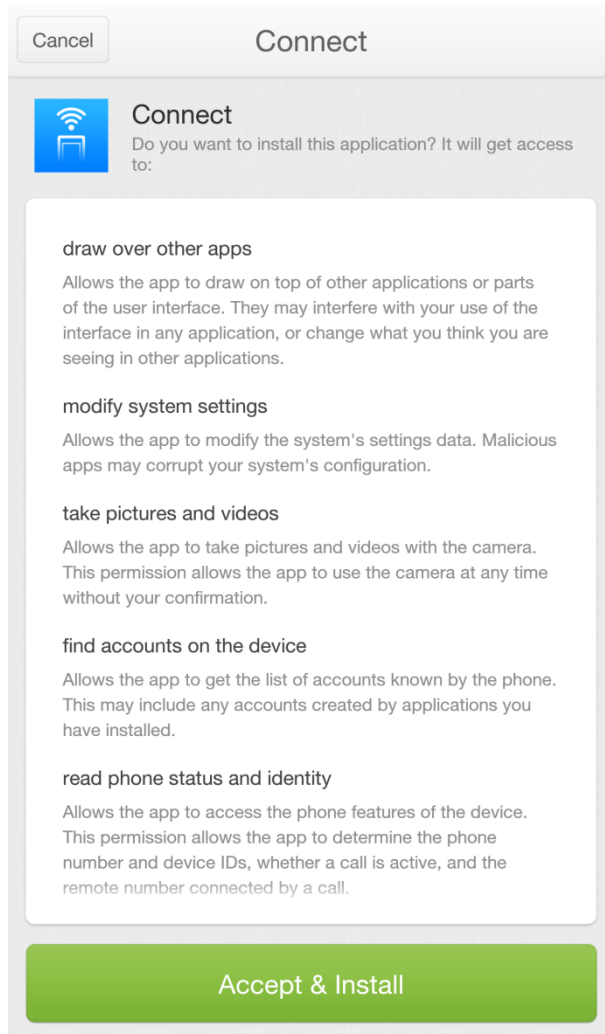 Cancel
Connect
Connect
Do you want to install this application? It will get access
to:
draw over other apps
Allows the app to draw on top of other applications or parts
of the user interface. They may interfere with your use of the
interface in any application, or change what you think you are
seeing in other applications.
modify system settings
Allows the app to modify the system's settings data. Malicious
apps may corrupt your system's configuration.
take pictures and videos
Allows the app to take pictures and videos with the camera.
This permission allows the app to use the camera at any time
without your confirmation.
find accounts on the device
Allows the app to get the list of accounts known by the phone.
This may include any accounts created by applications you
have installed.
read phone status and identity
Allows the app to access the phone features of the device.
This permission allows the app to determine the phone
number and device IDs, whether a call is active, and the
remote number connected by a call.
Accept & Install